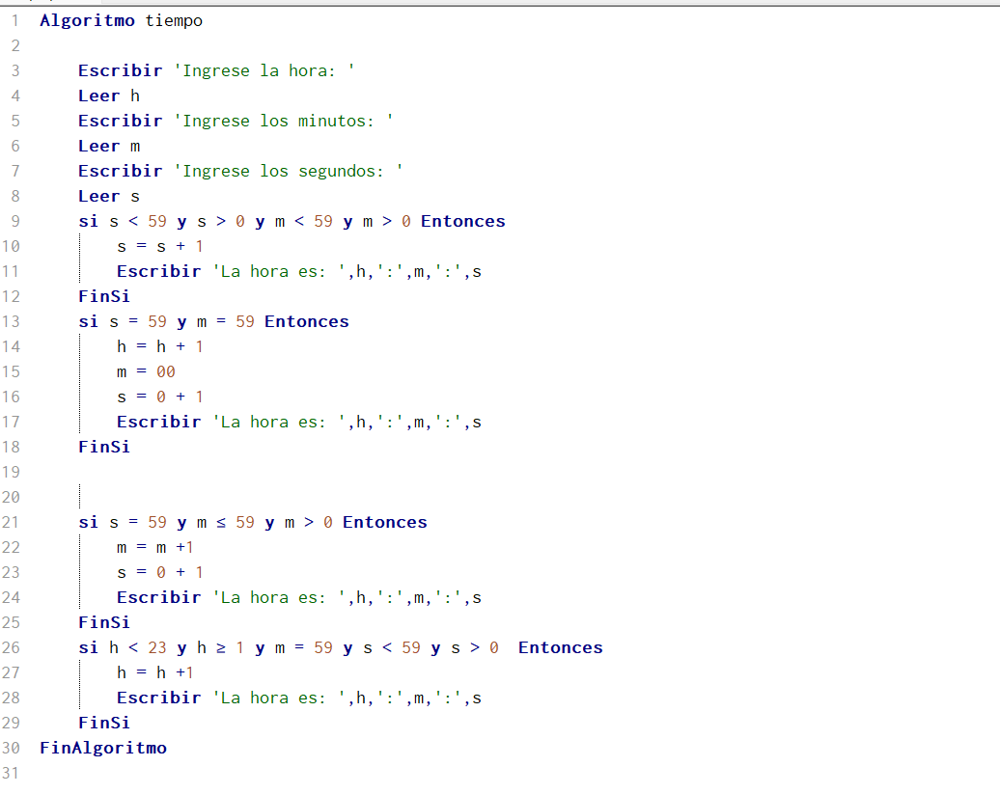 1 Algoritmo tiempo
2
3 Escribir 'Ingrese la hora: '
4 Leer h
5 Escribir 'Ingrese los minutos: '
6 Leer m
7 Escribir 'Ingrese los segundos: '
8 Leer s
9 si s < 59 y s > 0 y m < 59 y m > 0 Entonces
10 s = s + 1
11 Escribir 'La hora es: ',h,':',m,':',s
12 FinSi
13 si s = 59 y m = 59 Entonces
14 h = h + 1
15 m = 00
16 s = 0 + 1
17 Escribir 'La hora es: ',h,':',m,':',s
18 FinSi
19
20
21 si s = 59 y m ≤ 59 y m > 0 Entonces
22 m = m +1
23 s = 0 + 1
24 Escribir 'La hora es: ',h,':',m,':',s
25 FinSi
26 si h < 23 y h ≥ 1 y m = 59 y s < 59 y s > 0  Entonces
27 h = h +1
28 Escribir 'La hora es: ',h,':',m,':',s
29 FinSi
30 FinAlgoritmo
31